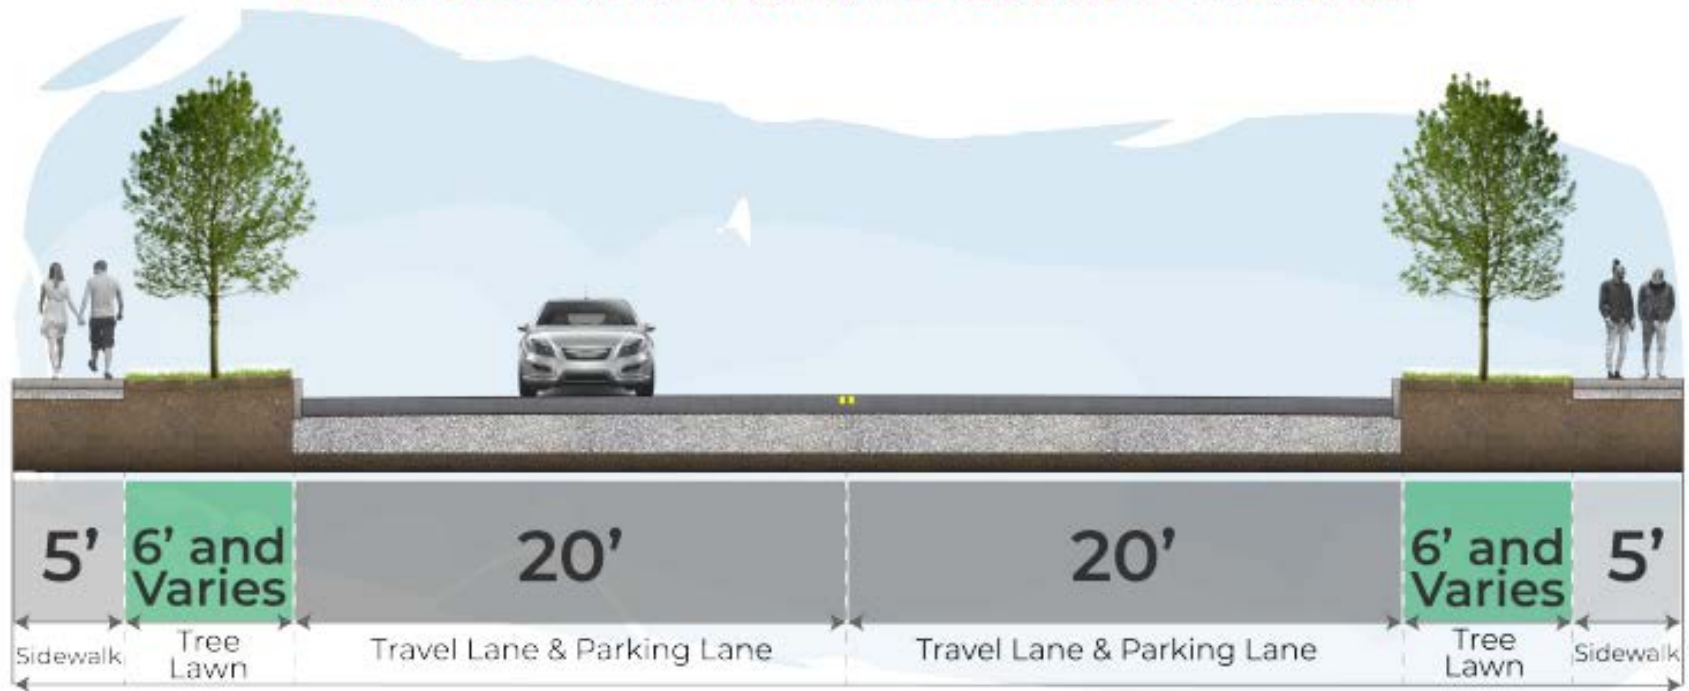 5’
6’ and
Varies
20’
20’
6’ and
Varies
5’
Sidewalk
Tree
Lawn
Travel Lane & Parking Lane
Travel Lane & Parking Lane
Tree
Lawn
Sidewalk